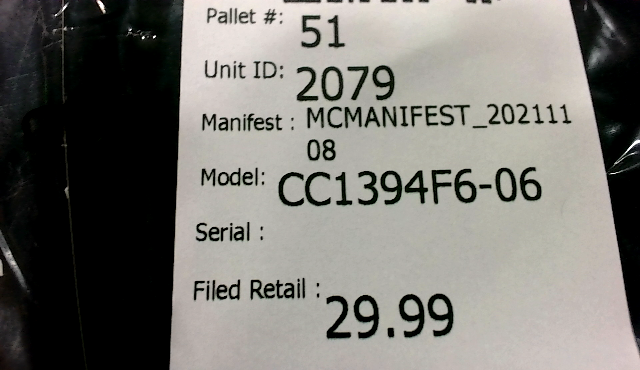 Pallet #: 51
Unit ID: 2079
Manifest : MCMANIFEST_202111
08
Model: CC1394F6-06
Serial :
Filed Retail : 29.99